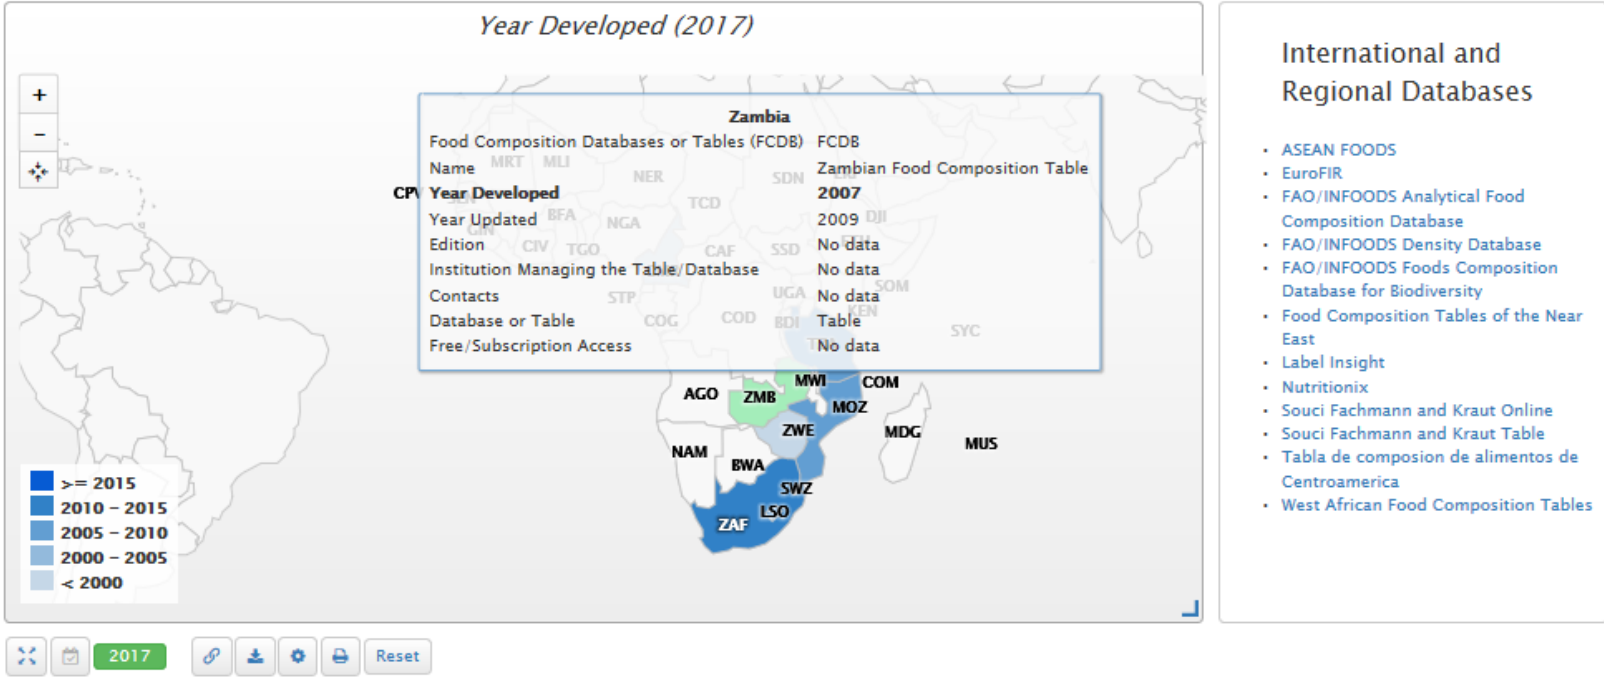 Year Developed (2017)
+
−
Zambia
Food Composition Databases or Tables (FCDB) FCDB
Name Zambian Food Composition Table
Year Developed 2007
Year Updated 2009
Edition No data
Institution Managing the Table/Database No data
Contacts No data
Database or Table Table
Free/Subscription Access No data
MRT MLI
NER
SDN
CPV
TCD
BFA
NGA
DJI
GIN
CIV
TGO
CAF
SSD
STP
UGA
SOM
KEN
COG
COD
BDI
SYC
AGO
ZMB
MWI
COM
MOZ
ZWE
MDG
MUS
NAM
BWA
SWZ
LSO
ZAF
>= 2015
2010 - 2015
2005 - 2010
2000 - 2005
< 2000
2017
Reset
International and
Regional Databases
ASEAN FOODS
EuroFIR
FAO/INFOODS Analytical Food
Composition Database
FAO/INFOODS Density Database
FAO/INFOODS Foods Composition
Database for Biodiversity
Food Composition Tables of the Near
East
Label Insight
Nutritionix
Souci Fachmann and Kraut Online
Souci Fachmann and Kraut Table
Tabla de composion de alimentos de
Centroamerica
West African Food Composition Tables